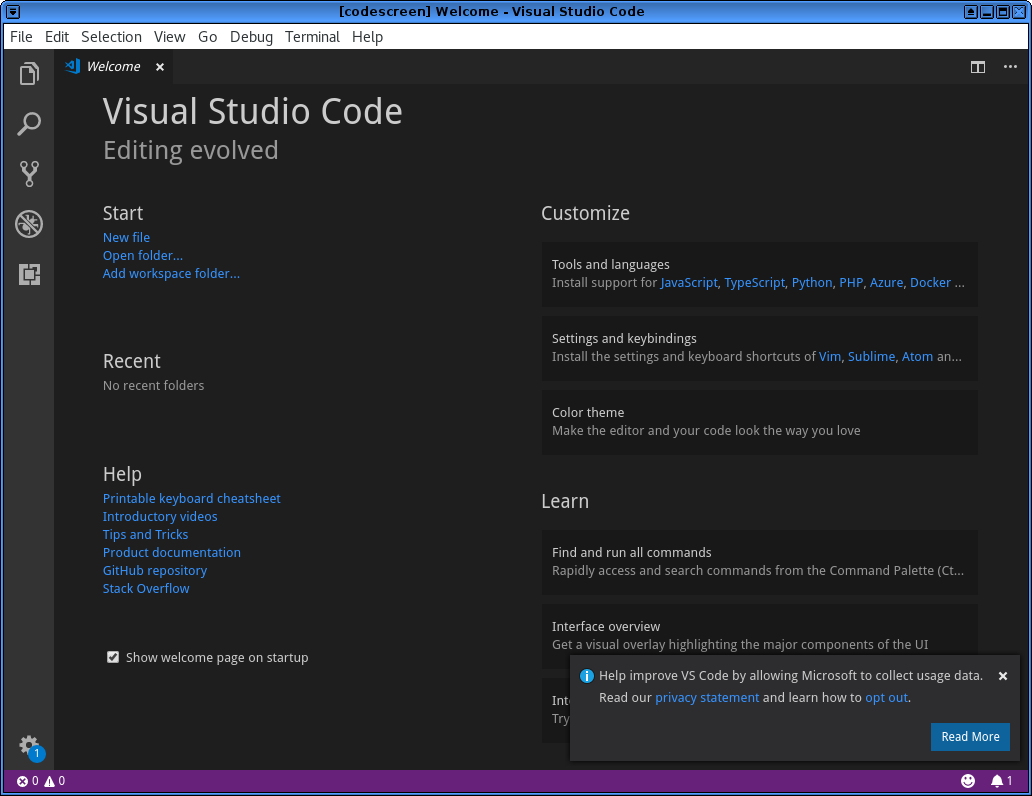 [codescreen] Welcome - Visual Studio Code
File Edit Selection View Go Debug Terminal Help
Welcome
Visual Studio Code
Editing evolved
Start
New file
Open folder...
Add workspace folder...
Recent
No recent folders
Help
Printable keyboard cheatsheet
Introductory videos
Tips and Tricks
Product documentation
GitHub repository
Stack Overflow
Show welcome page on startup
Customize
Tools and languages
Install support for JavaScript, TypeScript, Python, PHP, Azure, Docker ...
Settings and keybindings
Install the settings and keyboard shortcuts of Vim, Sublime, Atom an...
Color theme
Make the editor and your code look the way you love
Learn
Find and run all commands
Rapidly access and search commands from the Command Palette (Ct...
Interface overview
Get a visual overlay highlighting the major components of the UI
Int
Try
Help improve VS Code by allowing Microsoft to collect usage data.
Read our privacy statement and learn how to opt out.
Read More
1
0 0
1